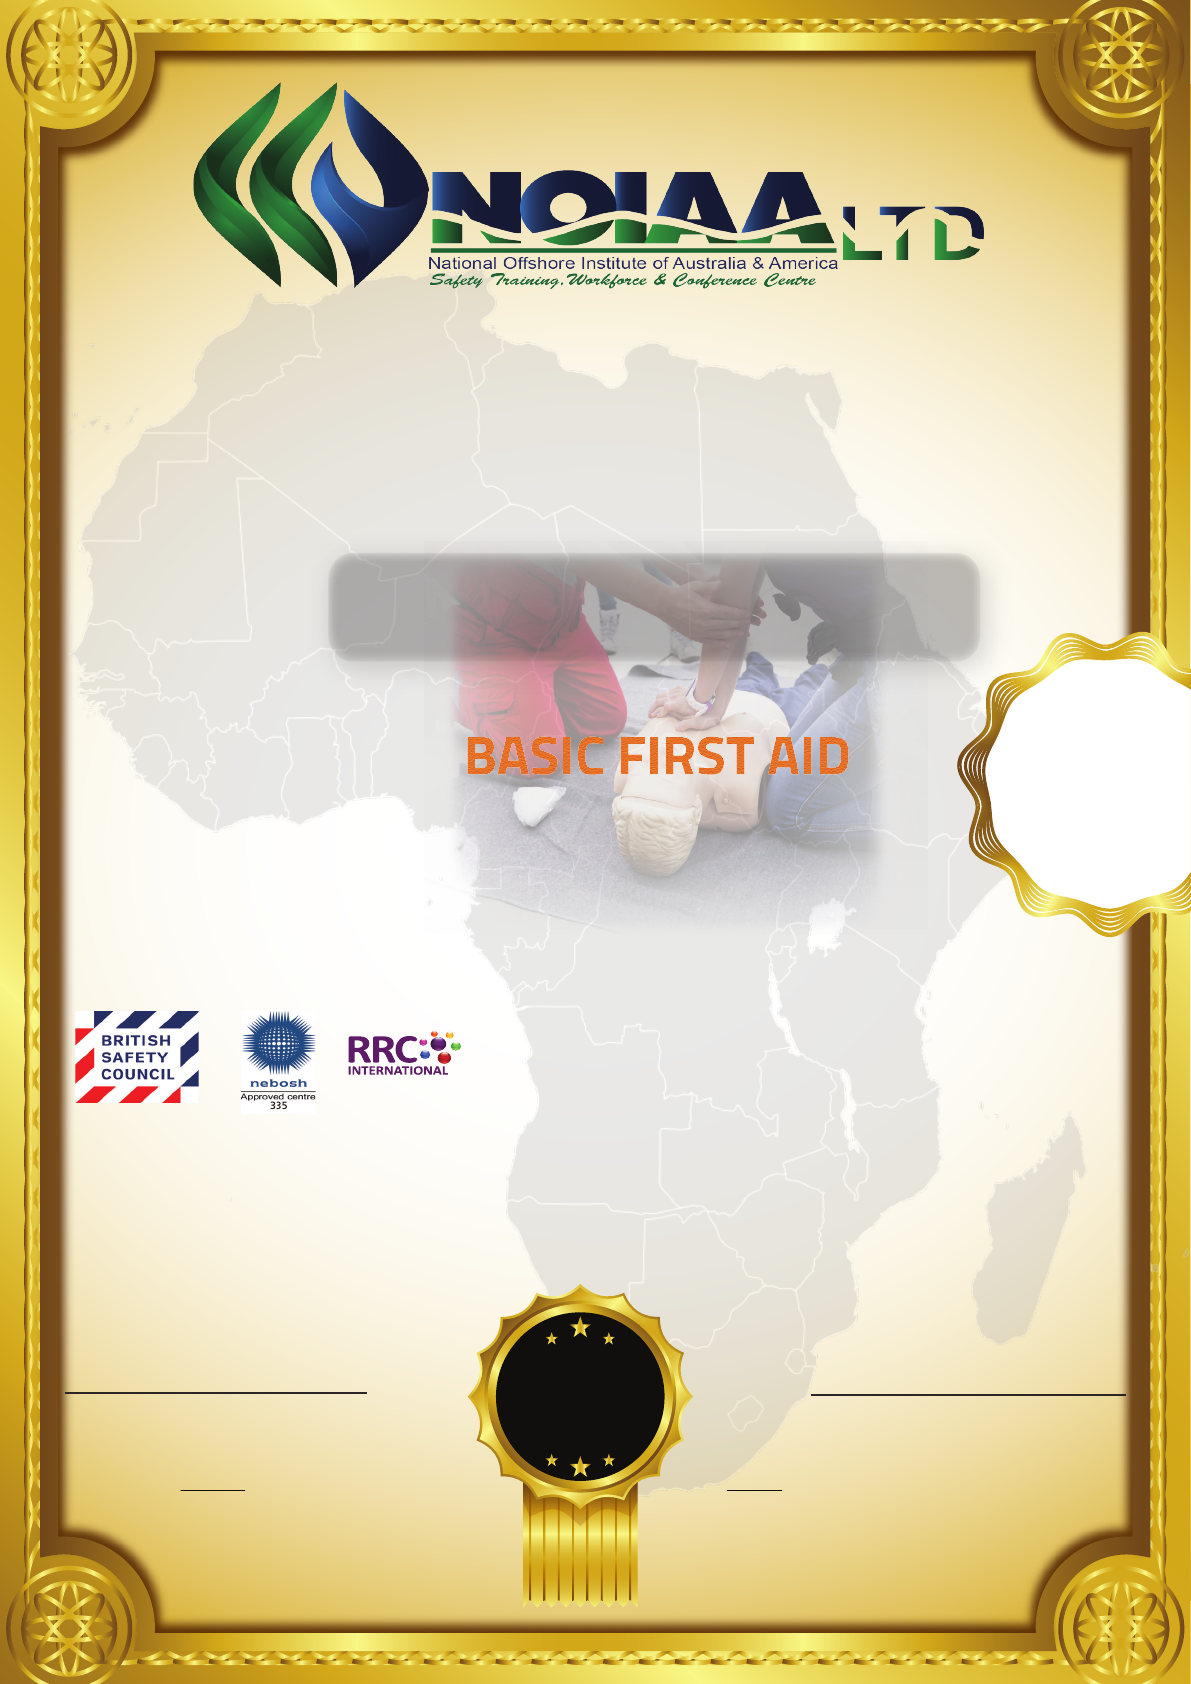 NOIAA LTD
National Offshore Institute of Australia & America
Safety Training, Workforce & Conference Centre
BASIC FIRST AID
BRITISH
SAFETY
COUNCIL
nebosh
Approved centre
335
RRC
INTERNATIONAL